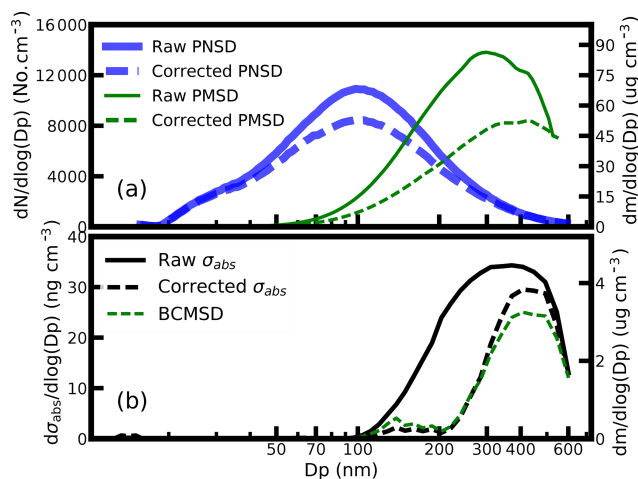 16000
12000
8000
4000
0
dN/dlog(Dp) (No.cm⁻³)
Raw PNSD
Corrected PNSD
Raw PMSD
Corrected PMSD
(a)
90
75
60
45
30
15
0
dm/dlog(Dp) (ug cm⁻³)
40
30
20
10
0
dσabs/dlog(Dp) (ng cm⁻³)
Raw σabs
Corrected σabs
BCMSD
(b)
4
2
0
dm/dlog(Dp) (ug cm⁻³)
50 70 100 200 300 400 600
Dp (nm)